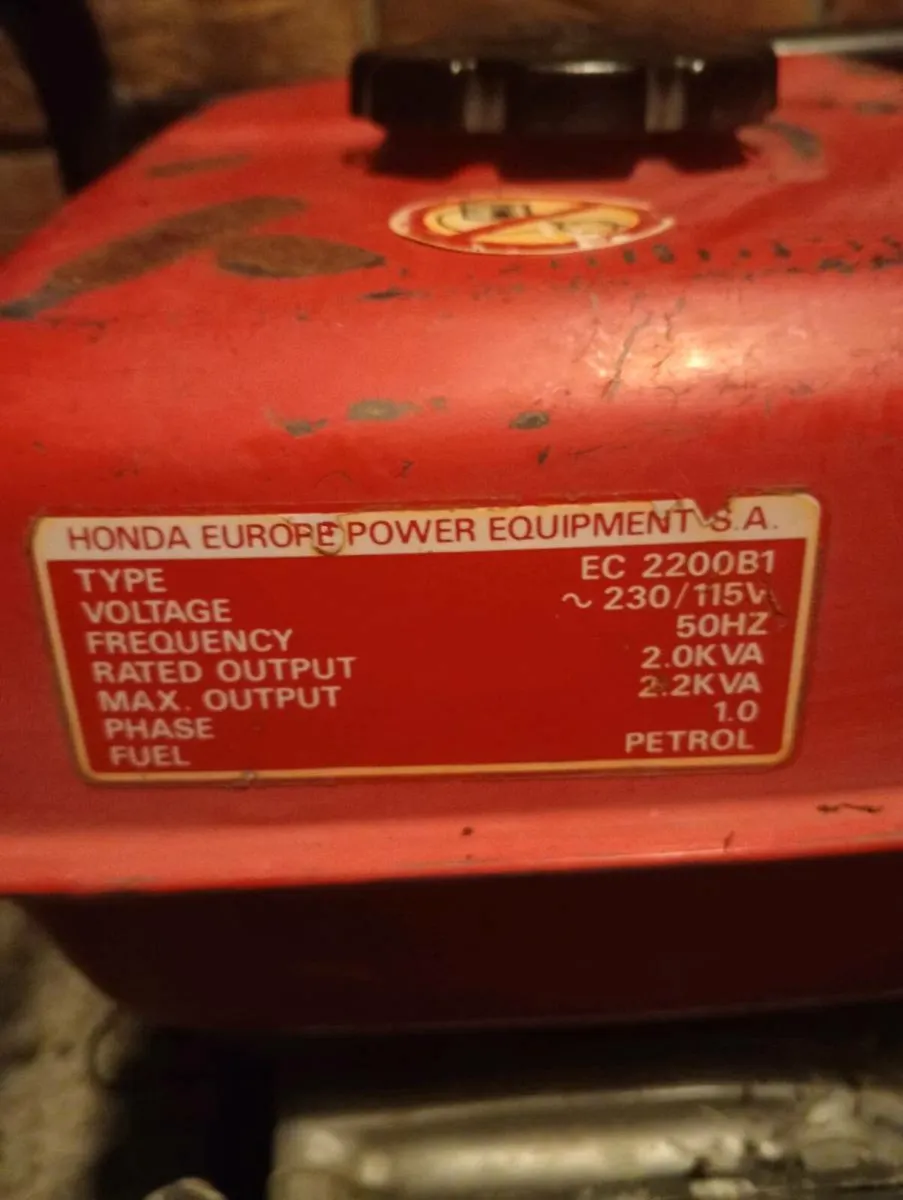 HONDA EUROPE POWER EQUIPMENT S.A.
TYPE EC 2200B1
VOLTAGE ~ 230/115V
FREQUENCY 50HZ
RATED OUTPUT 2.0KVA
MAX. OUTPUT 2.2KVA
PHASE 1.0
FUEL PETROL